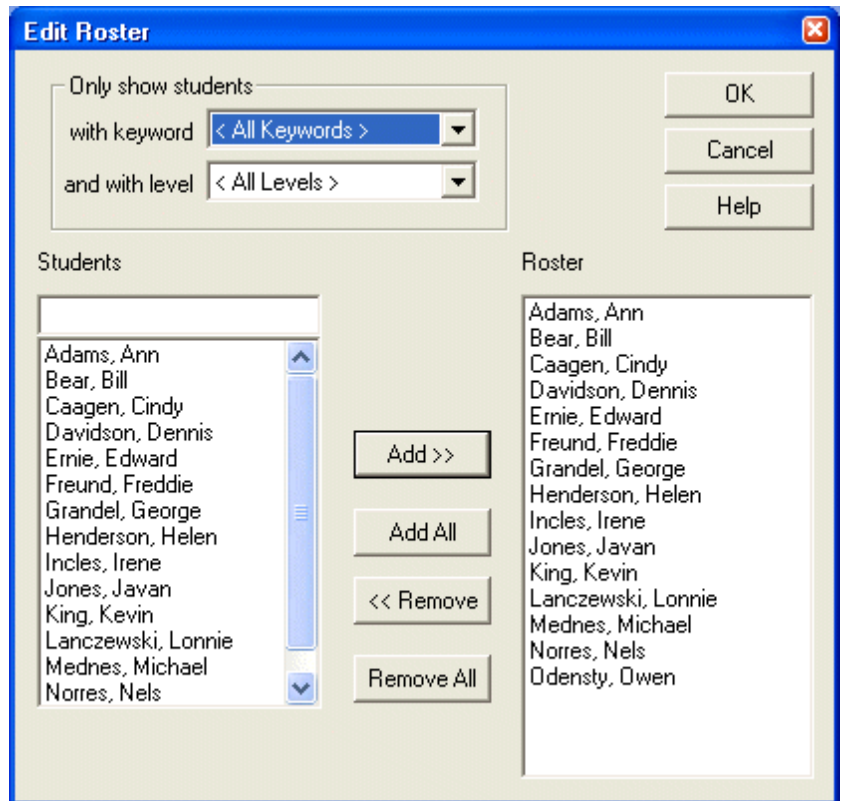 Edit Roster
Only show students
with keyword < All Keywords >
and with level < All Levels >
OK
Cancel
Help
Students
Adams, Ann
Bear, Bill
Caagen, Cindy
Davidson, Dennis
Ernie, Edward
Freund, Freddie
Grandel, George
Henderson, Helen
Incles, Irene
Jones, Javan
King, Kevin
Lanczewski, Lonnie
Mednes, Michael
Norres, Nels
Add >>
Add All
<< Remove
Remove All
Roster
Adams, Ann
Bear, Bill
Caagen, Cindy
Davidson, Dennis
Ernie, Edward
Freund, Freddie
Grandel, George
Henderson, Helen
Incles, Irene
Jones, Javan
King, Kevin
Lanczewski, Lonnie
Mednes, Michael
Norres, Nels
Odensty, Owen